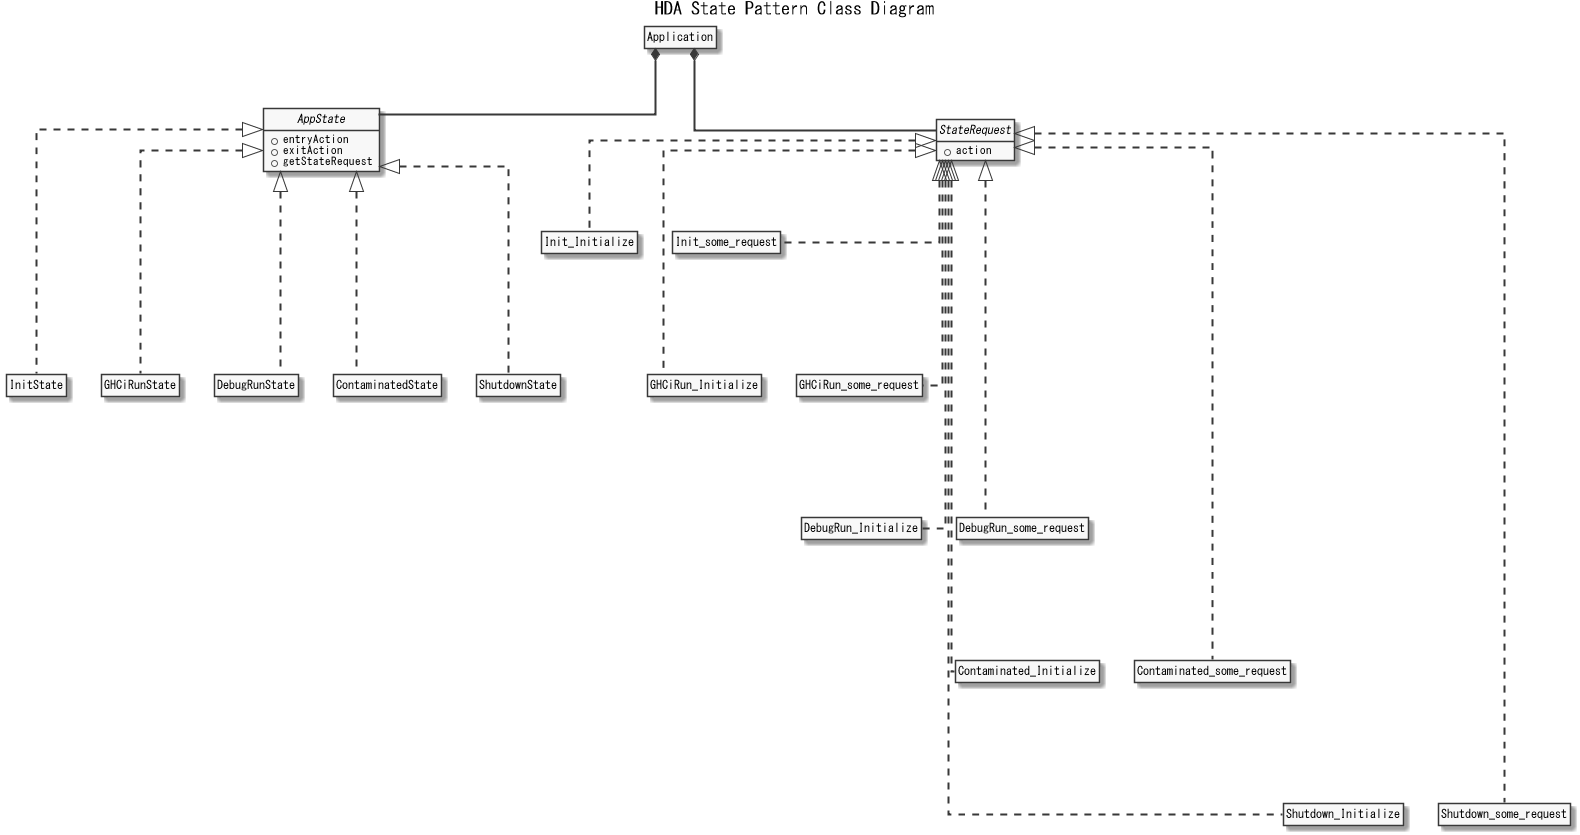 HDA State Pattern Class Diagram
Application
AppState
entryAction
exitAction
getStateRequest
StateRequest
action
Init_Initialize
Init_some_request
InitState
GHCiRunState
DebugRunState
ContaminatedState
ShutdownState
GHCiRun_Initialize
GHCiRun_some_request
DebugRun_Initialize
DebugRun_some_request
Contaminated_Initialize
Contaminated_some_request
Shutdown_Initialize
Shutdown_some_request